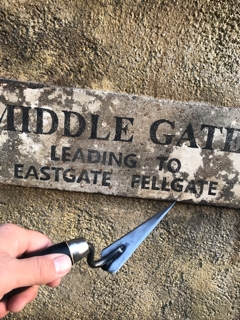 MIDDLE GATE
LEADING TO
EASTGATE FELLGATE